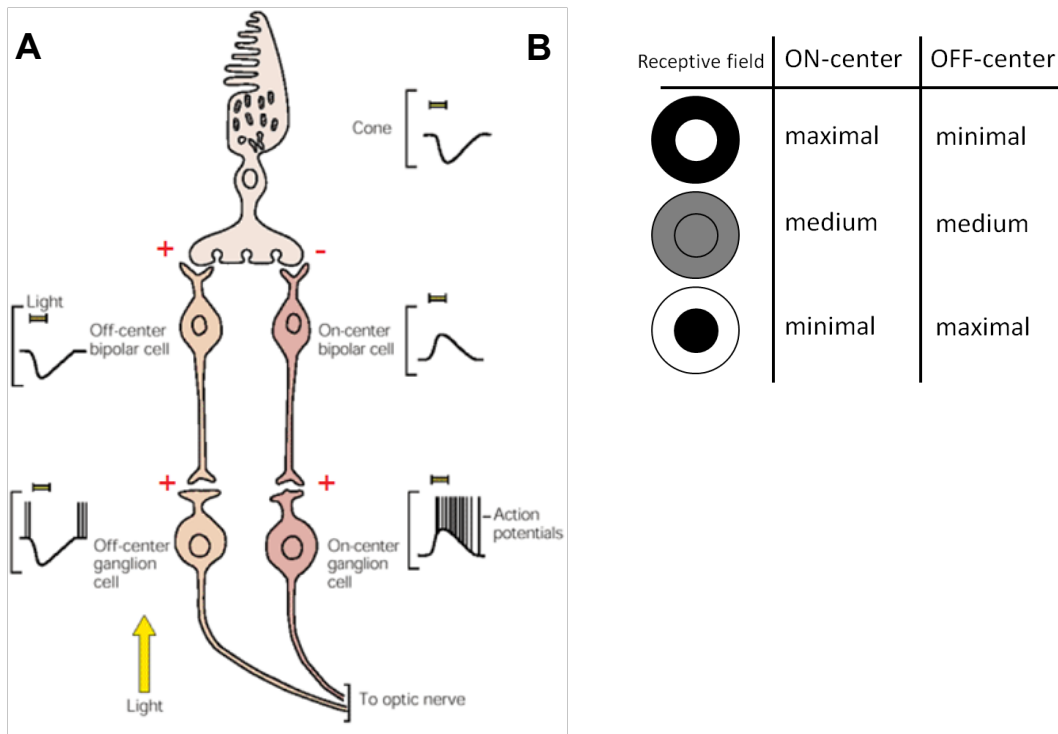 A
B
Cone
+
-
Light
Off-center
bipolar cell
On-center
bipolar cell
+
+
Off-center
ganglion
cell
On-center
ganglion
cell
Action
potentials
Light
To optic nerve
Receptive field ON-center OFF-center
maximal minimal
medium medium
minimal maximal